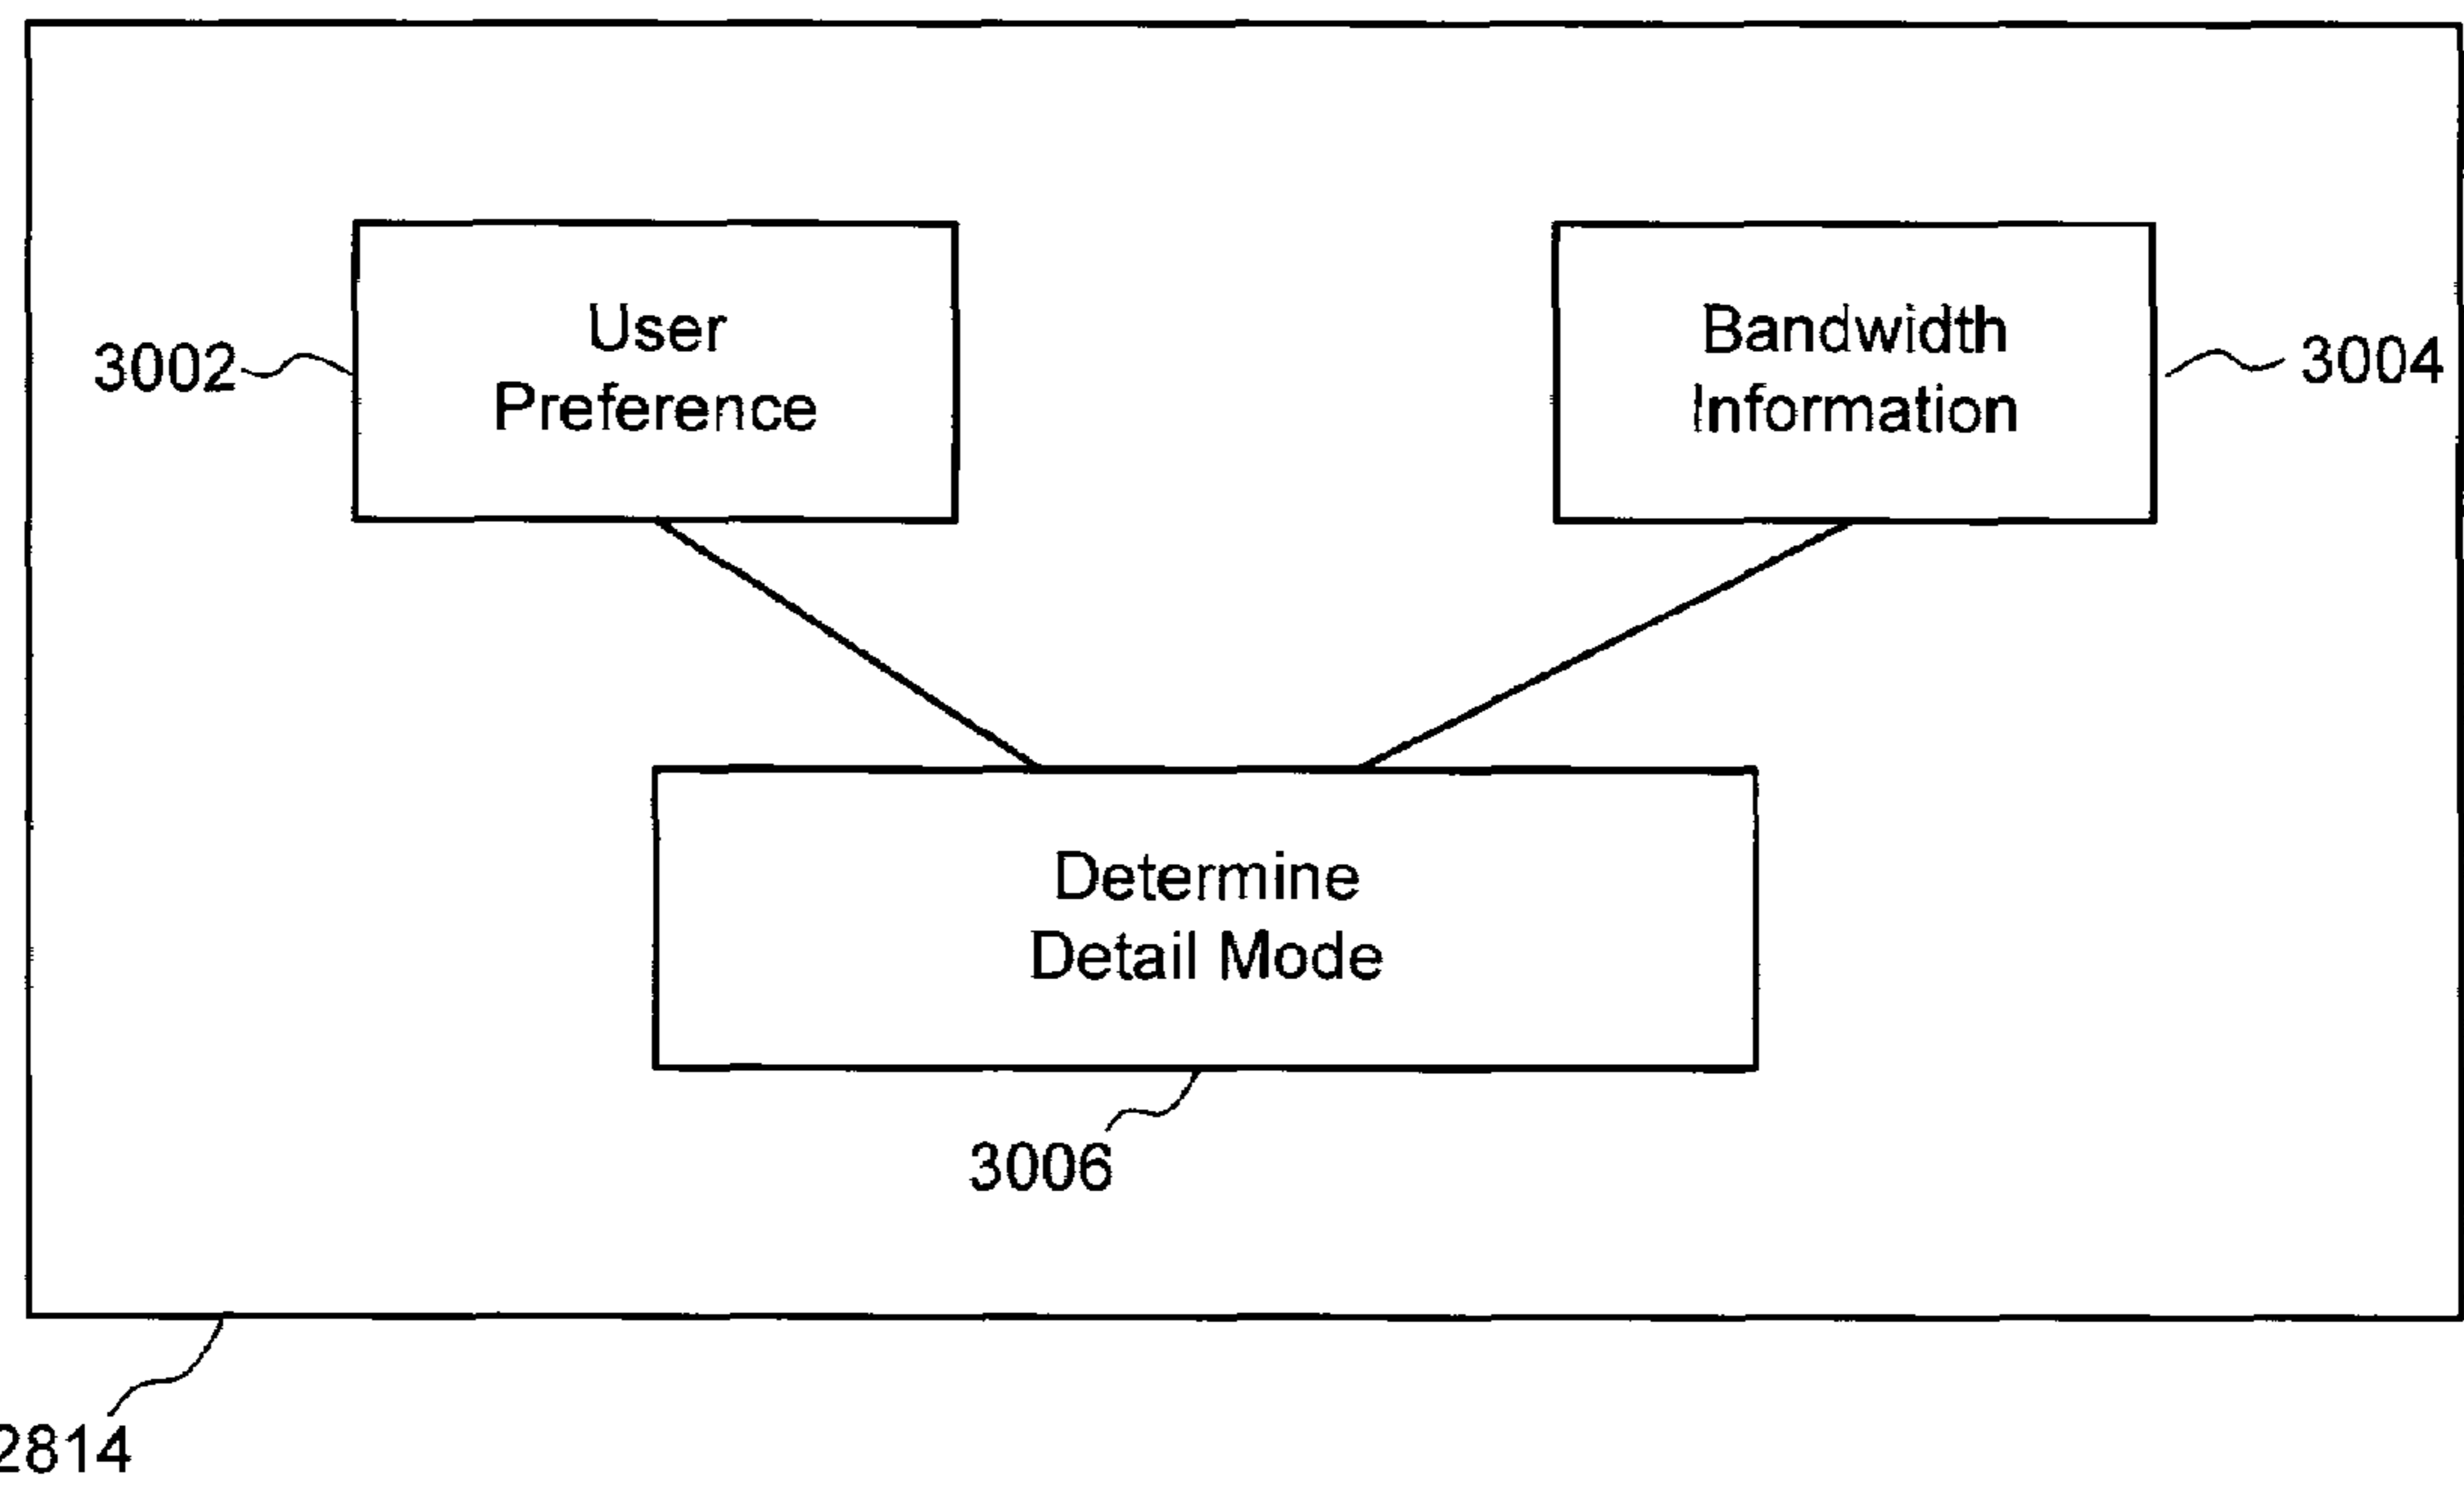 User
Preference
3002
Bandwidth
Information
3004
Determine
Detail Mode
3006
2814